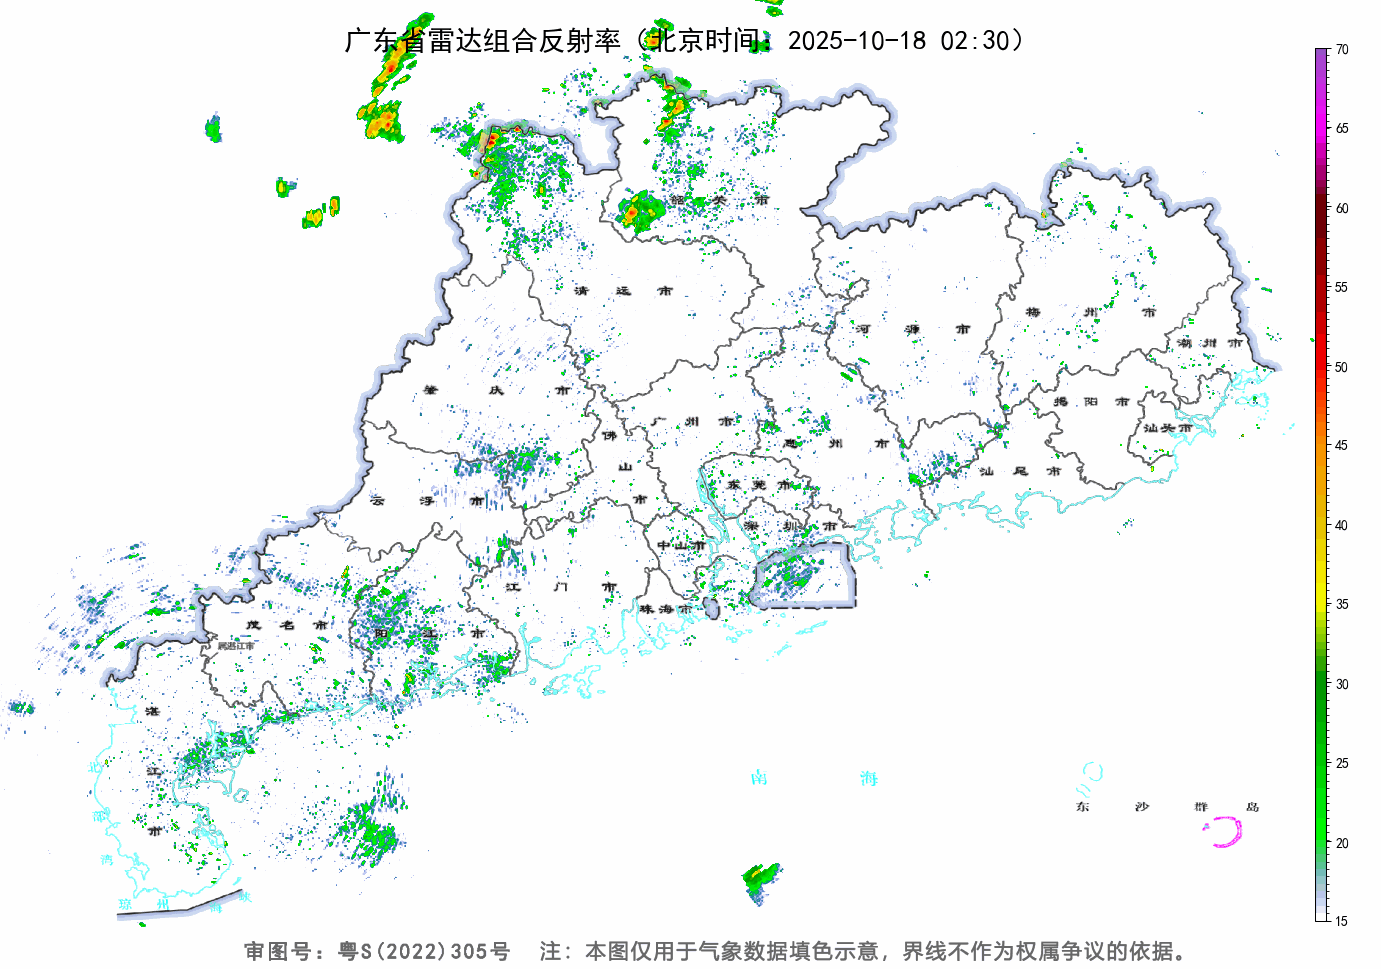 广东省雷达组合反射率（北京时间：2025-10-18 02:30）
70
65
60
55
50
45
40
35
30
25
20
15
韶 关 市
清 远 市
河 源 市
梅 州 市
潮 州 市
肇 庆 市
广 州 市
佛 山 市
惠 州 市
揭 阳 市
汕头市
汕 尾 市
云 浮 市
东 莞 市
深 圳 市
中山市
江 门 市
珠海市
茂 名 市
属湛江市
阳 江 市
湛 江 市
北 部 湾
琼 州 海 峡
南 海
东 沙 群 岛
审图号：粤S(2022)305号 注：本图仅用于气象数据填色示意，界线不作为权属争议的依据。